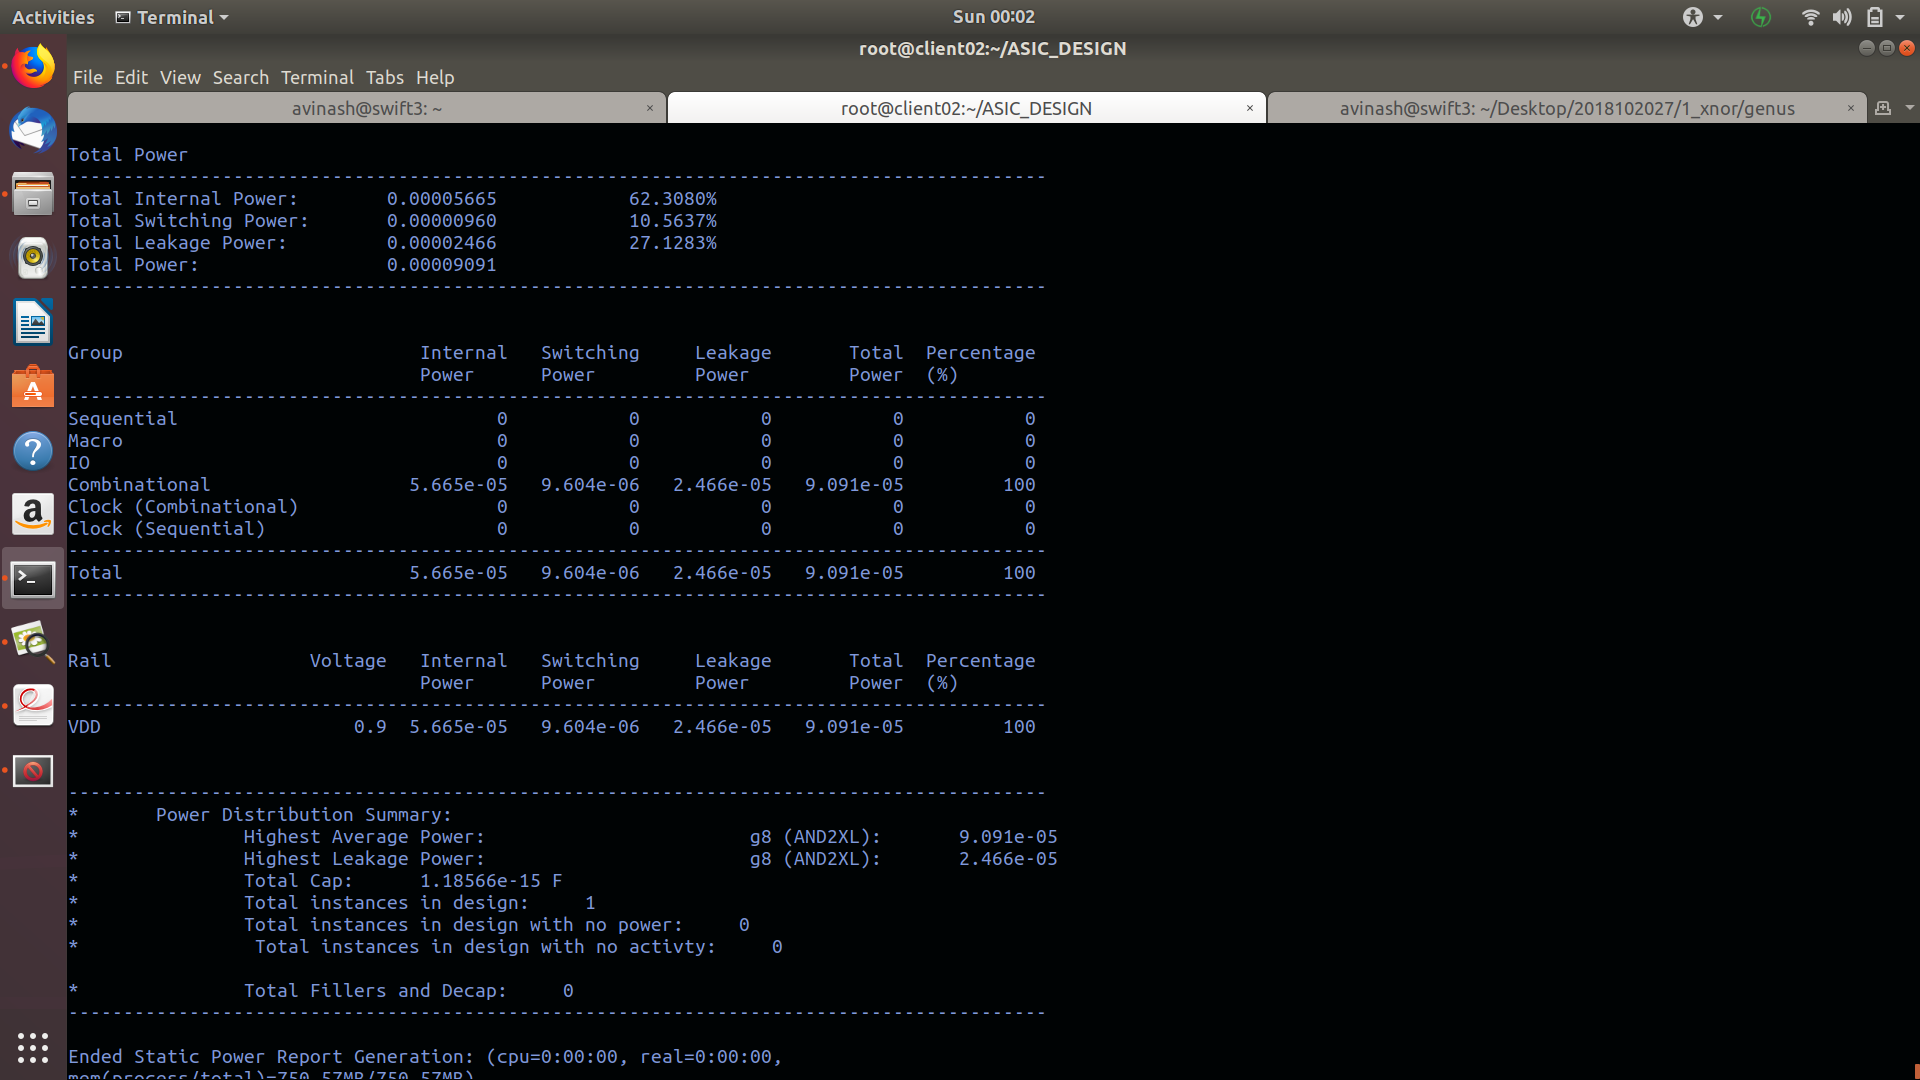 Activities Terminal Sun 00:02
root@client02:~/ASIC_DESIGN
File Edit View Search Terminal Tabs Help
avinash@swift3: ~ × root@client02:~/ASIC_DESIGN × avinash@swift3: ~/Desktop/2018102027/1_xnor/genus ×
Total Power
-----------------------------------------------------------------------------------------
Total Internal Power: 0.00005665 62.3080%
Total Switching Power: 0.00000960 10.5637%
Total Leakage Power: 0.00002466 27.1283%
Total Power: 0.00009091
-----------------------------------------------------------------------------------------
Group Internal Switching Leakage Total Percentage
Power Power Power Power (%)
-----------------------------------------------------------------------------------------
Sequential 0 0 0 0 0
Macro 0 0 0 0 0
IO 0 0 0 0 0
Combinational 5.665e-05 9.604e-06 2.466e-05 9.091e-05 100
Clock (Combinational) 0 0 0 0 0
Clock (Sequential) 0 0 0 0 0
-----------------------------------------------------------------------------------------
Total 5.665e-05 9.604e-06 2.466e-05 9.091e-05 100
-----------------------------------------------------------------------------------------
Rail Voltage Internal Switching Leakage Total Percentage
Power Power Power Power (%)
-----------------------------------------------------------------------------------------
VDD 0.9 5.665e-05 9.604e-06 2.466e-05 9.091e-05 100
-----------------------------------------------------------------------------------------
* Power Distribution Summary:
* Highest Average Power: g8 (AND2XL): 9.091e-05
* Highest Leakage Power: g8 (AND2XL): 2.466e-05
* Total Cap: 1.18566e-15 F
* Total instances in design: 1
* Total instances in design with no power: 0
* Total instances in design with no activty: 0
* Total Fillers and Decap: 0
-----------------------------------------------------------------------------------------
Ended Static Power Report Generation: (cpu=0:00:00, real=0:00:00,
mem(process/total)=750.57MB/750.57MB)